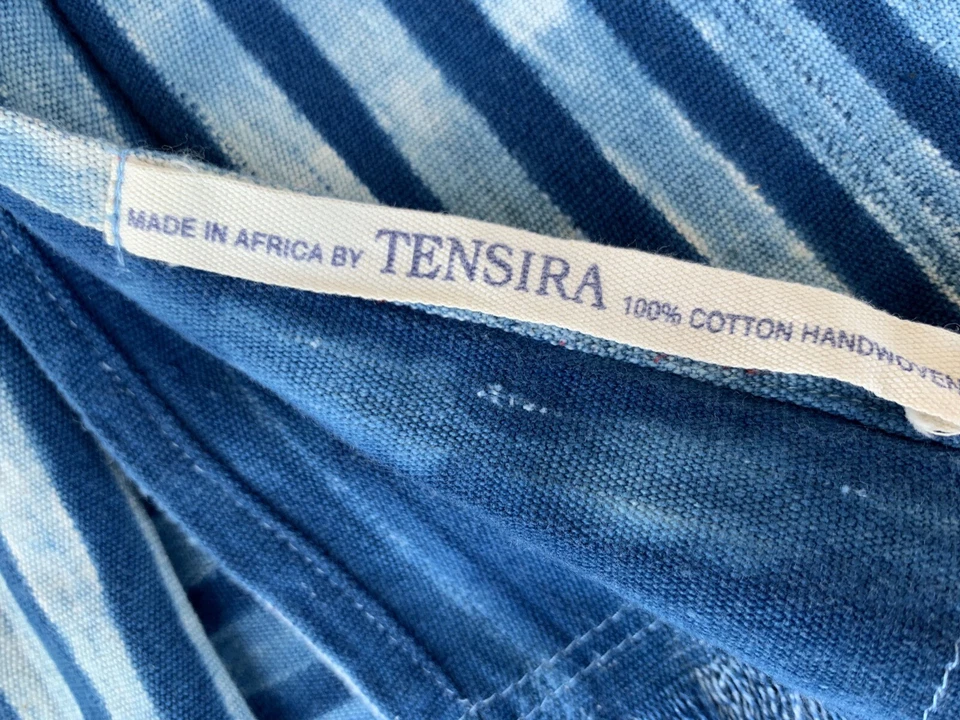 MADE IN AFRICA BY TENSIRA 100% COTTON HANDWOVEN